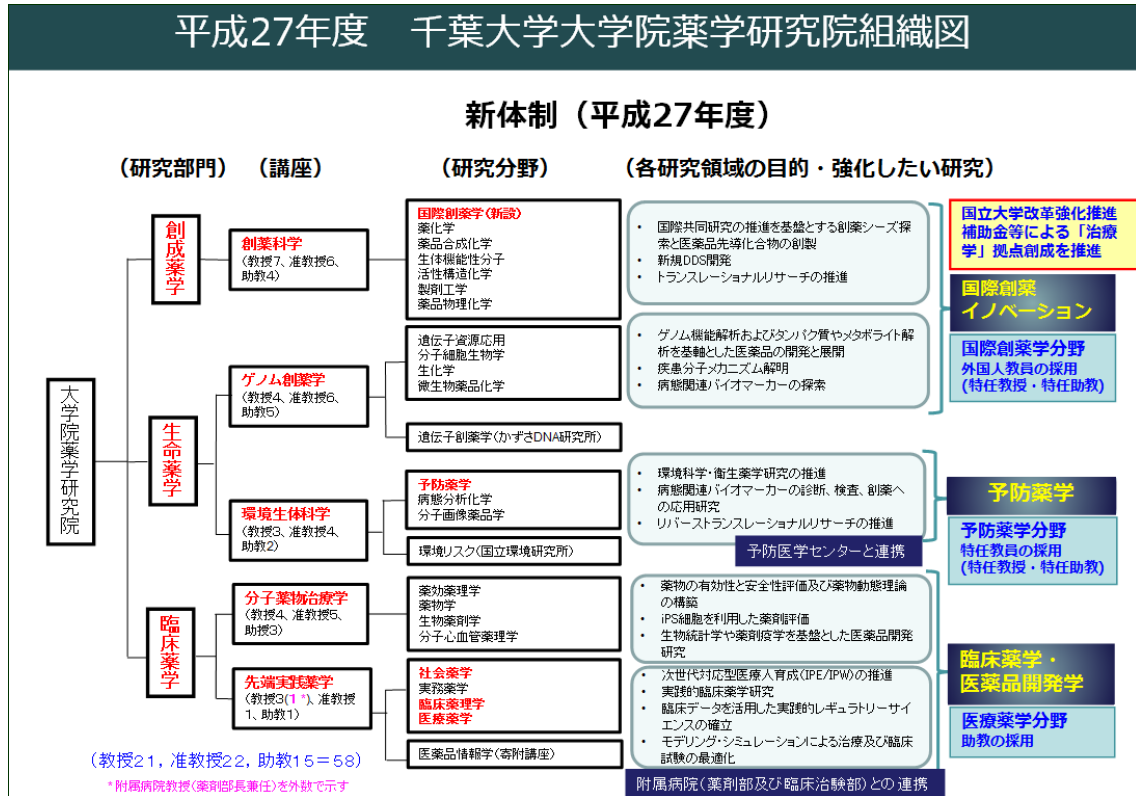 平成27年度　千葉大学大学院薬学研究院組織図
新体制（平成27年度）
（研究部門）
（講座）
（研究分野）
（各研究領域の目的・強化したい研究）
大学院薬学研究院
創成薬学
創薬科学
(教授7、准教授6、
助教4）
国際創薬学(新設)
薬化学
薬品合成化学
生体機能性分子
活性構造化学
製剤工学
薬品物理化学
• 国際共同研究の推進を基盤とする創薬シーズ探
索と医薬品先導化合物の創製
• 新規DDS開発
• トランスレーショナルリサーチの推進
国立大学改革強化推進
補助金等による「治療
学」拠点創成を推進
国際創薬
イノベーション
国際創薬学分野
外国人教員の採用
(特任教授・特任助教)
生命薬学
ゲノム創薬学
(教授4、准教授6、
助教5)
遺伝子資源応用
分子細胞生物学
生化学
微生物薬品化学
遺伝子創薬学(かずさDNA研究所)
• ゲノム機能解析およびタンパク質やメタボライト解
析を基軸とした医薬品の開発と展開
• 疾患分子メカニズム解明
• 病態関連バイオマーカーの探索
環境生体科学
(教授3、准教授4、
助教2)
予防薬学
病態分析化学
分子画像薬品学
環境リスク(国立環境研究所)
• 環境科学・衛生薬学研究の推進
• 病態関連バイオマーカーの診断、検査、創薬へ
の応用研究
• リバーストランスレーショナルリサーチの推進
予防医学センターと連携
予防薬学
予防薬学分野
特任教員の採用
(特任教授・特任助教)
臨床薬学
分子薬物治療学
(教授4、准教授5、
助授3)
薬効薬理学
薬物学
生物薬剤学
分子心血管薬理学
• 薬物の有効性と安全性評価及び薬物動態理論
の構築
• iPS細胞を利用した薬剤評価
• 生物統計学や薬剤疫学を基盤とした医薬品開発
研究
先端実践薬学
(教授3(1 *)、准教授
1、助教1)
社会薬学
実務薬学
臨床薬理学
医療薬学
医薬品情報学(寄附講座)
• 次世代対応型医療人育成(IPE/IPW)の推進
• 実践的臨床薬学研究
• 臨床データを活用した実践的レギュラトリーサイ
エンスの確立
• モデリング・シミュレーションによる治療及び臨床
試験の最適化
附属病院(薬剤部及び臨床治験部)との連携
臨床薬学・
医薬品開発学
医療薬学分野
助教の採用
(教授21, 准教授22, 助教15=58)
*附属病院教授(薬剤部長兼任)を外数で示す